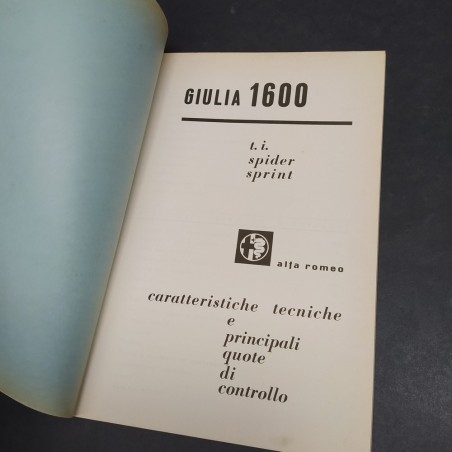 GIULIA 1600
t.i.
spider
sprint
alfa romeo
caratteristiche tecniche
e
principali
quote
di
controllo